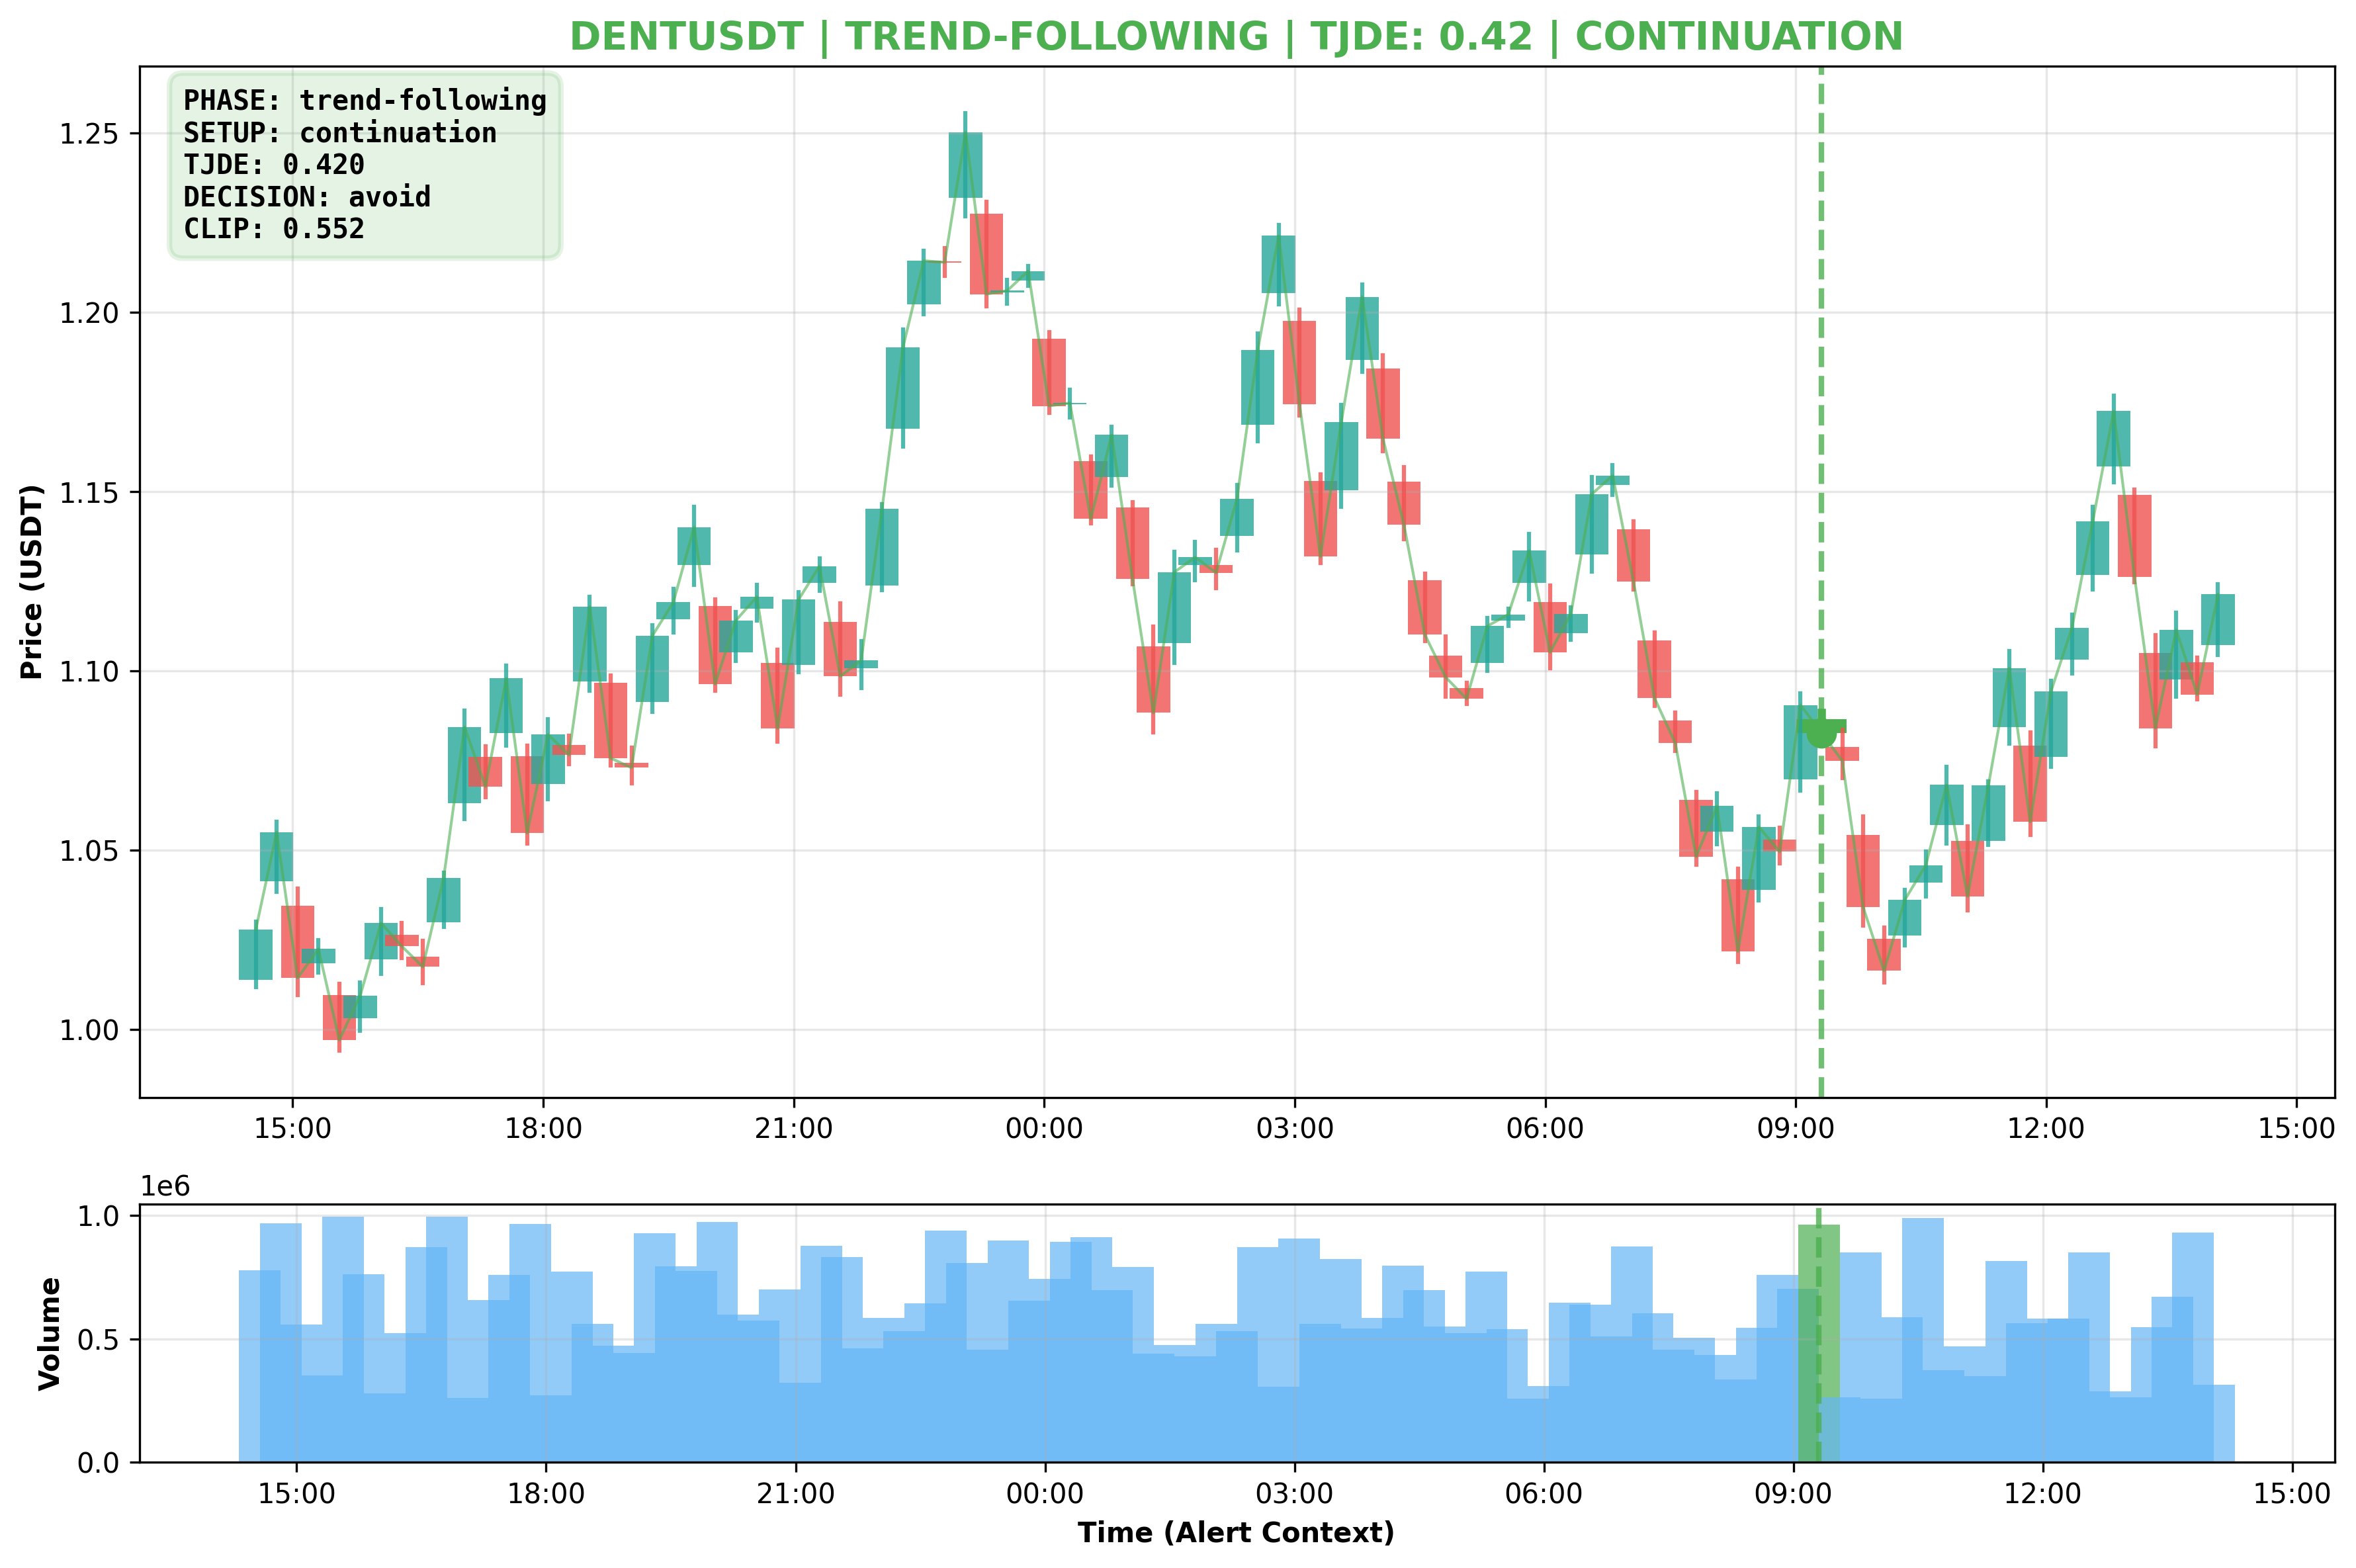 DENTUSDT | TREND-FOLLOWING | TJDE: 0.42 | CONTINUATION
PHASE: trend-following
SETUP: continuation
TJDE: 0.420
DECISION: avoid
CLIP: 0.552
Price (USDT)
1.25
1.20
1.15
1.10
1.05
1.00
15:00 18:00 21:00 00:00 03:00 06:00 09:00 12:00 15:00
1e6
Volume
1.0
0.5
0.0
15:00 18:00 21:00 00:00 03:00 06:00 09:00 12:00 15:00
Time (Alert Context)